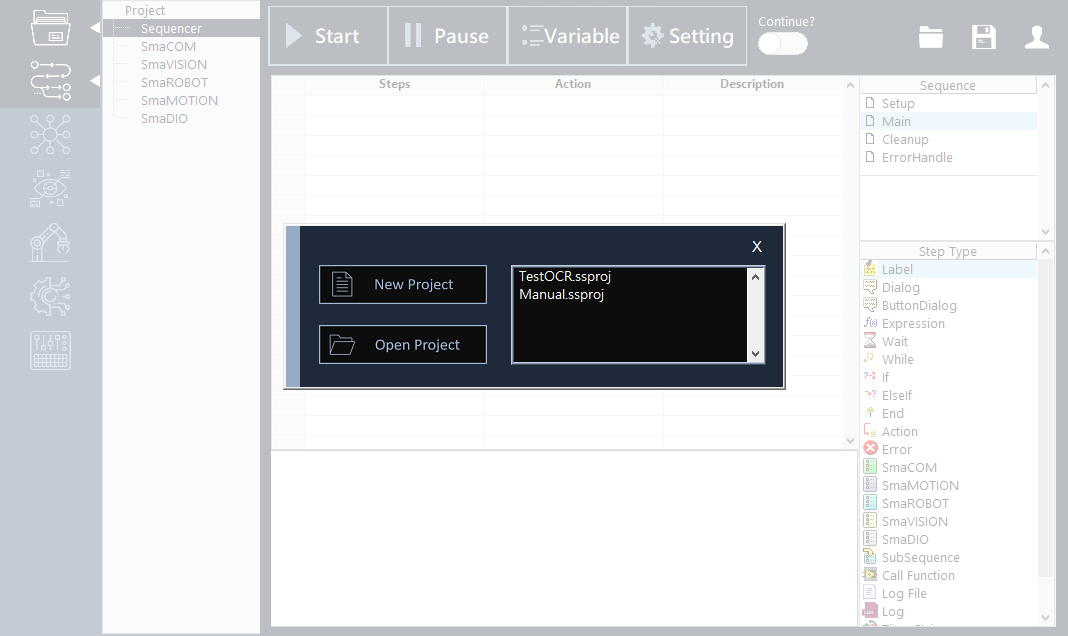 Project
Sequencer
SmaCOM
SmaVISION
SmaROBOT
SmaMOTION
SmaDIO
Start
Pause
Variable
Setting
Continue?
Steps Action Description
Sequence
Setup
Main
Cleanup
ErrorHandle
X
New Project
Open Project
TestOCR.ssproj
Manual.ssproj
Step Type
Label
Dialog
ButtonDialog
Expression
Wait
While
If
ElseIf
End
Action
Error
SmaCOM
SmaMOTION
SmaROBOT
SmaVISION
SmaDIO
SubSequence
Call Function
Log File
Log